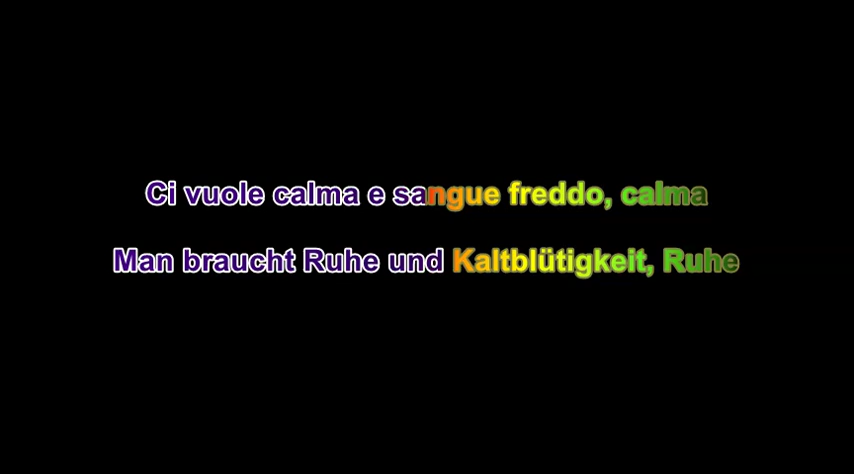 Ci vuole calma e sangue freddo, calma
Man braucht Ruhe und Kaltblütigkeit, Ruhe